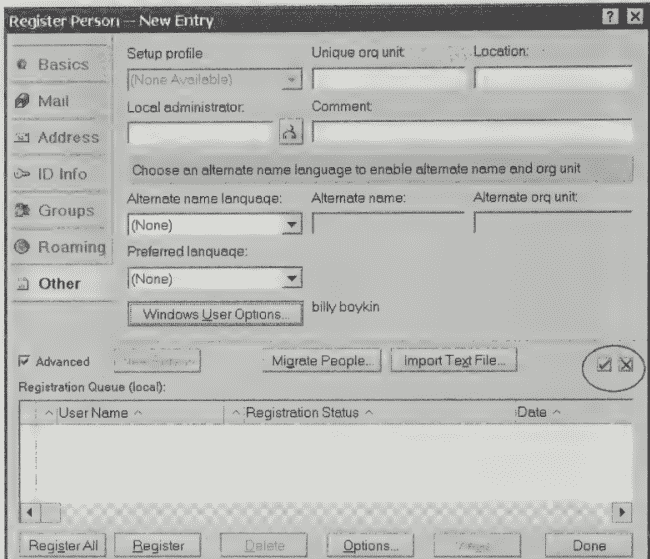 Register Person -- New Entry
Basics
Mail
Address
ID Info
Groups
Roaming
Other
Setup profile Unique org unit Location:
(None Available)
Local administrator: Comment:
Choose an alternate name language to enable alternate name and org unit
Alternate name language: Alternate name: Alternate org unit:
(None)
Preferred language:
(None)
Windows User Options... billy boykin
Advanced Migrate People... Import Text File...
Registration Queue (local):
User Name Registration Status Date
Register All Register Delete Options... Done